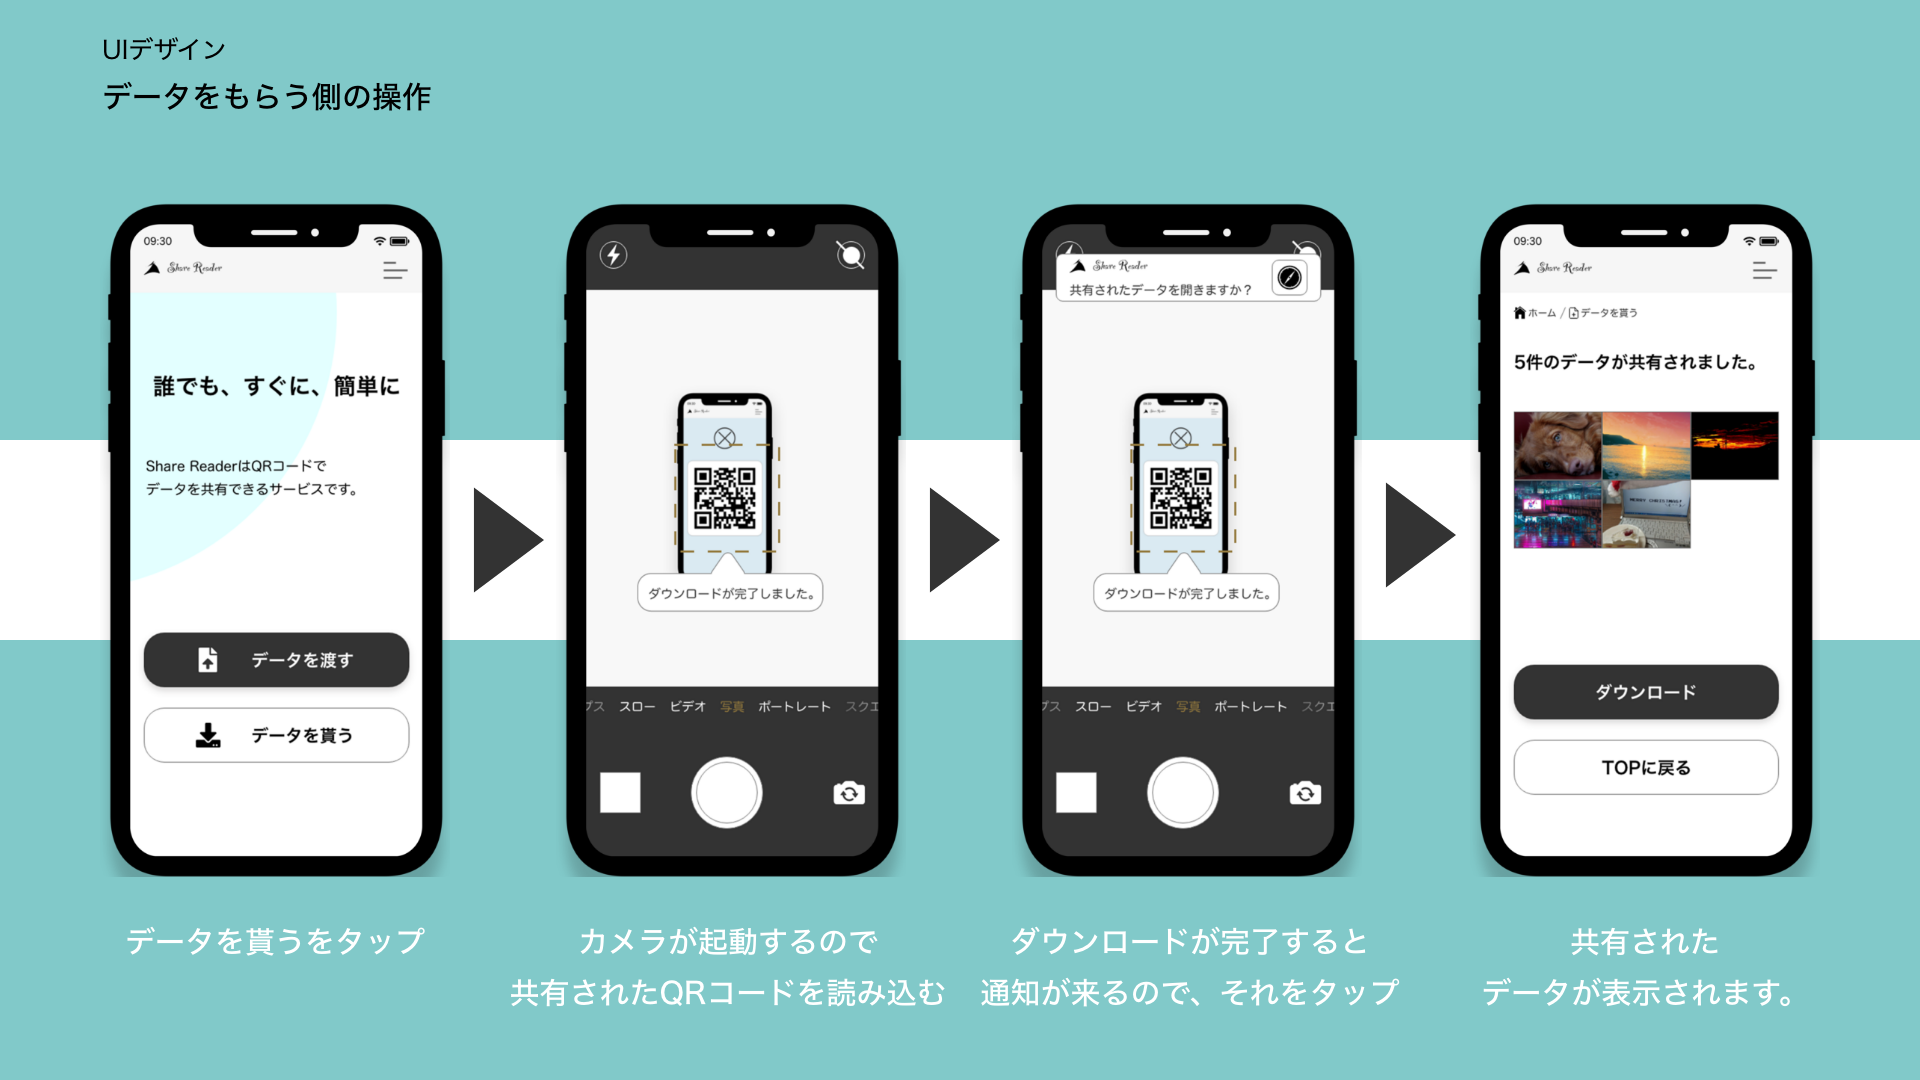 UIデザイン
データをもらう側の操作
09:30
Share Reader
誰でも、すぐに、簡単に
Share ReaderはQRコードで
データを共有できるサービスです。
データを渡す
データを貰う
データを貰うをタップ
ダウンロードが完了しました。
プス スロー ビデオ 写真 ポートレート スクエ
カメラが起動するので
共有されたQRコードを読み込む
Share Reader
共有されたデータを開きますか？
ダウンロードが完了しました。
プス スロー ビデオ 写真 ポートレート スクエ
ダウンロードが完了すると
通知が来るので、それをタップ
09:30
Share Reader
ホーム / データを貰う
5件のデータが共有されました。
ダウンロード
TOPに戻る
共有された
データが表示されます。